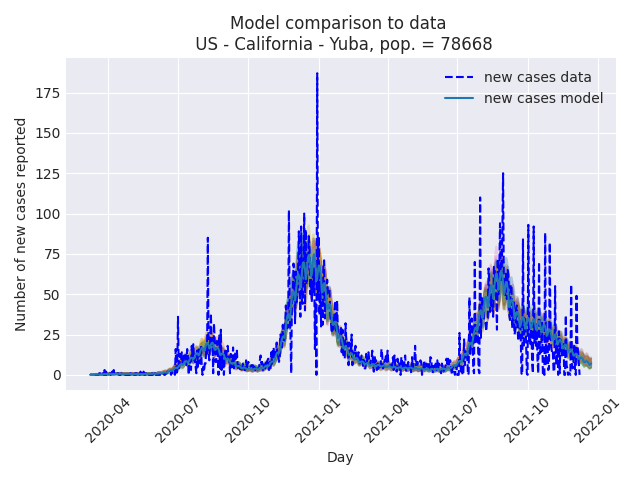 Model comparison to data
US - California - Yuba, pop. = 78668
new cases data
new cases model
Number of new cases reported
175
150
125
100
75
50
25
0
2020-04
2020-07
2020-10
2021-01
2021-04
2021-07
2021-10
2022-01
Day